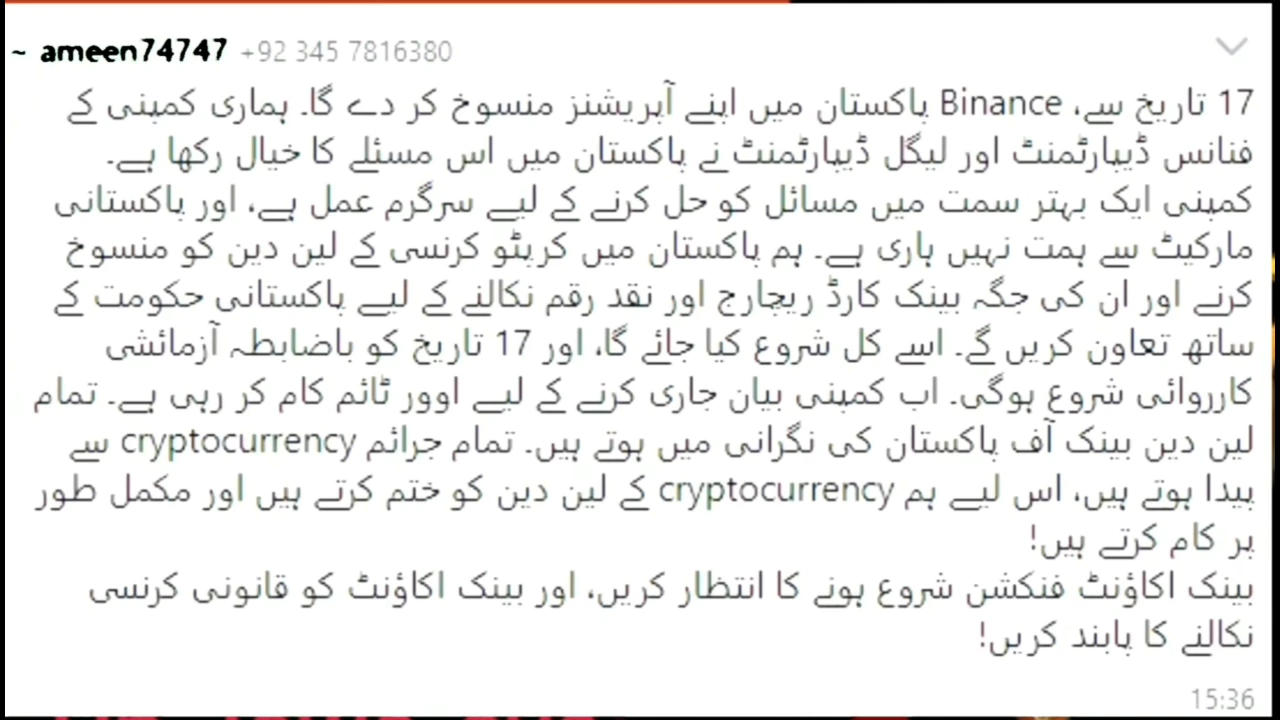 ~ ameen74747 +92 345 7816380
17 تاریخ سے، Binance پاکستان میں اپنے آپریشنز منسوخ کر دے گا۔ ہماری کمپنی کے
فنانس ڈیپارٹمنٹ اور لیگل ڈیپارٹمنٹ نے پاکستان میں اس مسئلے کا خیال رکھا ہے۔
کمپنی ایک بہتر سمت میں مسائل کو حل کرنے کے لیے سرگرم عمل ہے، اور پاکستانی
مارکیٹ سے ہمت نہیں ہاری ہے۔ ہم پاکستان میں کرپٹو کرنسی کے لین دین کو منسوخ
کرنے اور ان کی جگہ بینک کارڈ ریچارج اور نقد رقم نکالنے کے لیے پاکستانی حکومت کے
ساتھ تعاون کریں گے۔ اسے کل شروع کیا جائے گا، اور 17 تاریخ کو باضابطہ آزمائشی
کارروائی شروع ہوگی۔ اب کمپنی بیان جاری کرنے کے لیے اوور ٹائم کام کر رہی ہے۔ تمام
لین دین بینک آف پاکستان کی نگرانی میں ہوتے ہیں۔ تمام جرائم cryptocurrency سے
پیدا ہوتے ہیں، اس لیے ہم cryptocurrency کے لین دین کو ختم کرتے ہیں اور مکمل طور
پر کام کرتے ہیں!
بینک اکاؤنٹ فنکشن شروع ہونے کا انتظار کریں، اور بینک اکاؤنٹ کو قانونی کرنسی
نکالنے کا پابند کریں!
15:36